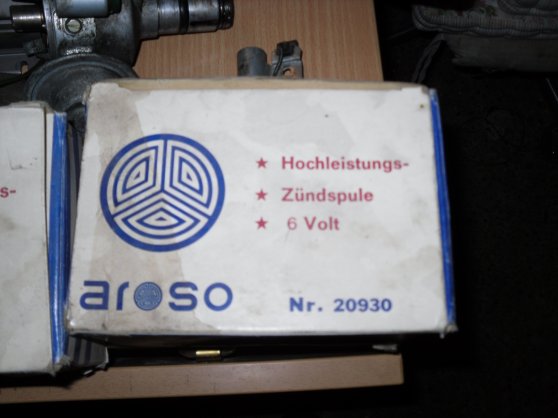 s-
★ Hochleistungs-
★ Zündspule
★ 6 Volt
aroso
Nr. 20930